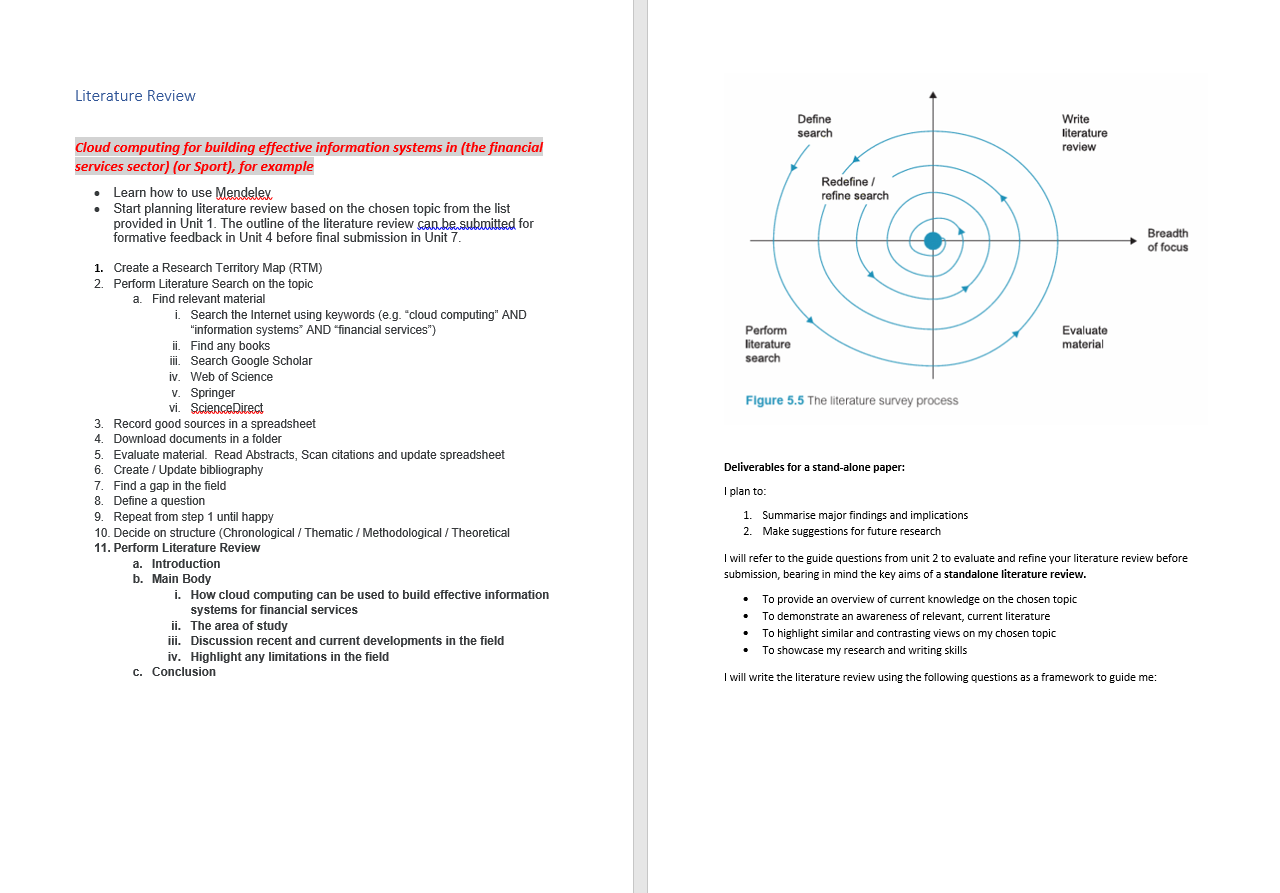 Literature Review
Cloud computing for building effective information systems in (the financial
services sector) (or Sport), for example
• Learn how to use Mendeley.
• Start planning literature review based on the chosen topic from the list
provided in Unit 1. The outline of the literature review can be submitted for
formative feedback in Unit 4 before final submission in Unit 7.
1. Create a Research Territory Map (RTM)
2. Perform Literature Search on the topic
a. Find relevant material
i. Search the Internet using keywords (e.g. “cloud computing” AND
“information systems” AND “financial services”)
ii. Find any books
iii. Search Google Scholar
iv. Web of Science
v. Springer
vi. ScienceDirect
3. Record good sources in a spreadsheet
4. Download documents in a folder
5. Evaluate material. Read Abstracts, Scan citations and update spreadsheet
6. Create / Update bibliography
7. Find a gap in the field
8. Define a question
9. Repeat from step 1 until happy
10. Decide on structure (Chronological / Thematic / Methodological / Theoretical
11. Perform Literature Review
a. Introduction
b. Main Body
i. How cloud computing can be used to build effective information
systems for financial services
ii. The area of study
iii. Discussion recent and current developments in the field
iv. Highlight any limitations in the field
c. Conclusion
Define
search
Write
literature
review
Redefine /
refine search
Breadth
of focus
Perform
literature
search
Evaluate
material
Figure 5.5 The literature survey process
Deliverables for a stand-alone paper:
I plan to:
1. Summarise major findings and implications
2. Make suggestions for future research
I will refer to the guide questions from unit 2 to evaluate and refine your literature review before
submission, bearing in mind the key aims of a standalone literature review.
• To provide an overview of current knowledge on the chosen topic
• To demonstrate an awareness of relevant, current literature
• To highlight similar and contrasting views on my chosen topic
• To showcase my research and writing skills
I will write the literature review using the following questions as a framework to guide me: